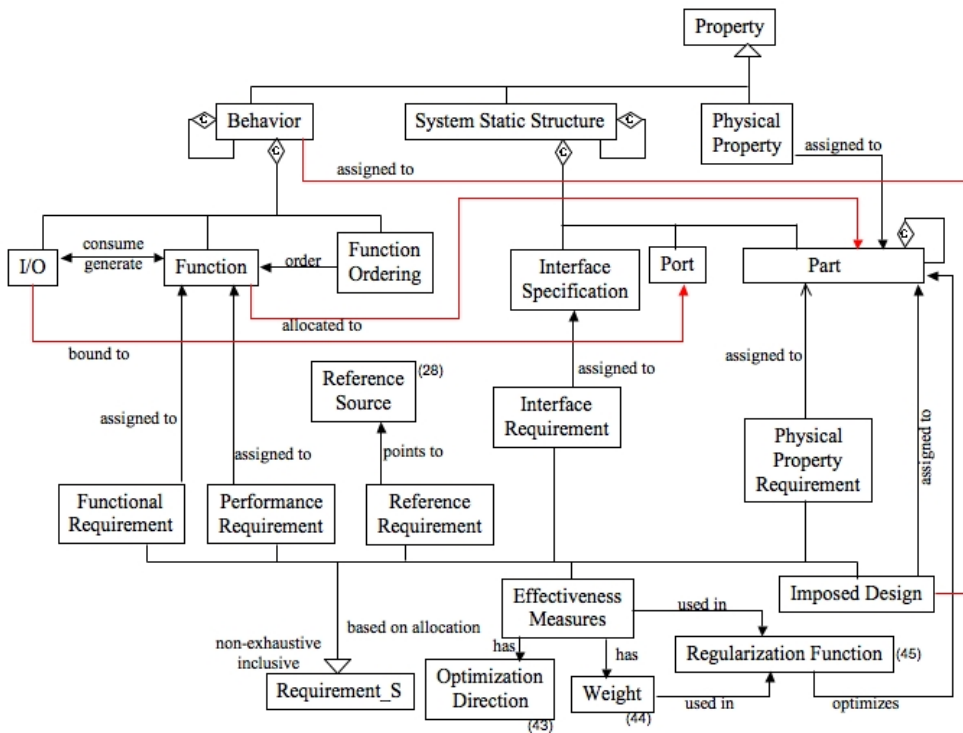 Property
C
Behavior
System Static Structure
C
Physical
Property
C
C
assigned to
assigned to
C
I/O
consume
generate
Function
order
Function
Ordering
Interface
Specification
Port
Part
allocated to
bound to
Reference
Source
(28)
assigned to
assigned to
Interface
Requirement
assigned to
assigned to
points to
Physical
Property
Requirement
assigned to
Functional
Requirement
Performance
Requirement
Reference
Requirement
Effectiveness
Measures
Imposed Design
used in
based on allocation
non-exhaustive
inclusive
has
has
Requirement_S
Optimization
Direction
(43)
Weight
(44)
Regularization Function
(45)
used in
optimizes